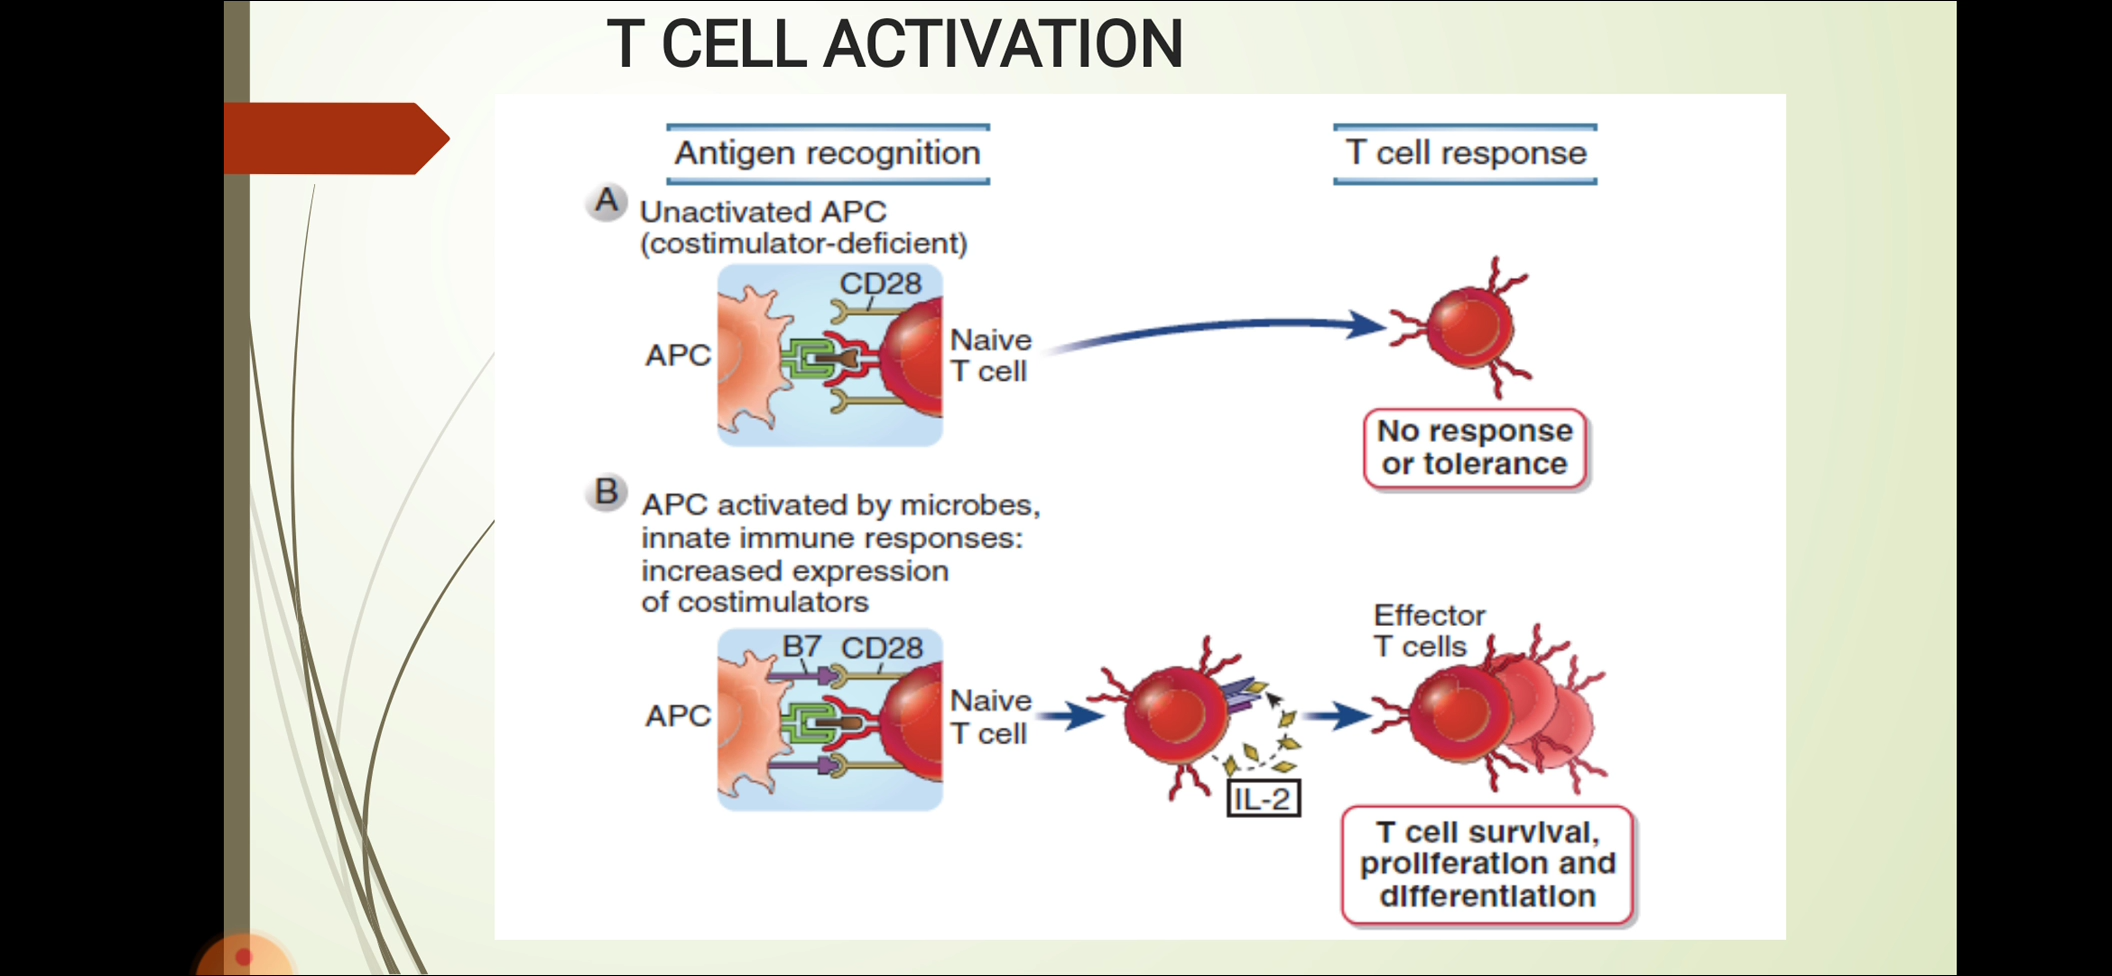 T CELL ACTIVATION
Antigen recognition
T cell response
A
Unactivated APC
(costimulator-deficient)
CD28
APC
Naive
T cell
No response
or tolerance
B
APC activated by microbes,
innate immune responses:
increased expression
of costimulators
B7 CD28
APC
Naive
T cell
IL-2
Effector
T cells
T cell survival,
proliferation and
differentiation